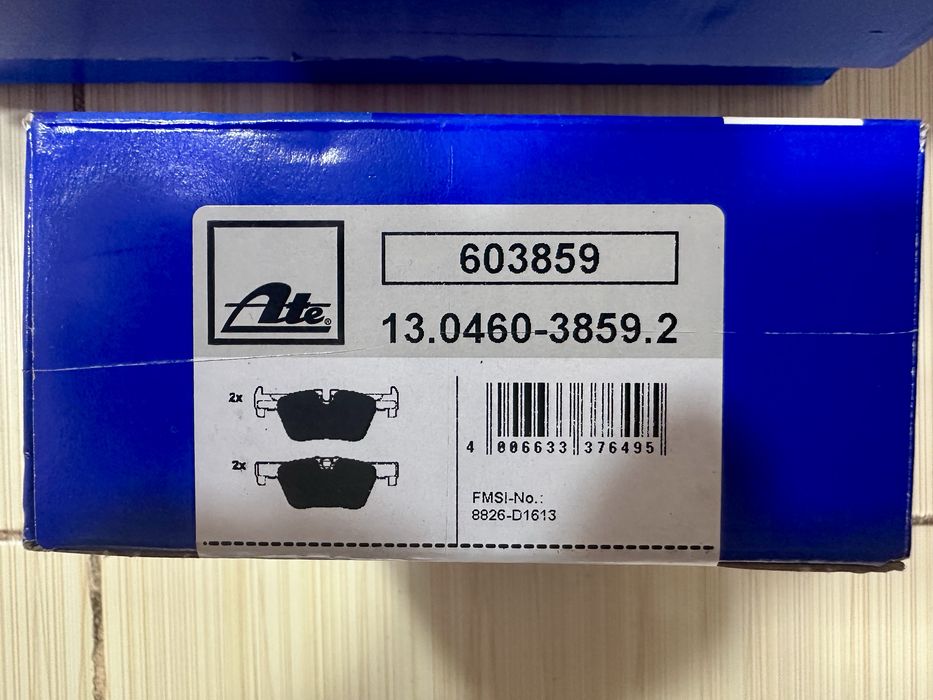 Ate®
603859
13.0460-3859.2
2x
2x
4 006633 376495
FMSI-No.:
8826-D1613